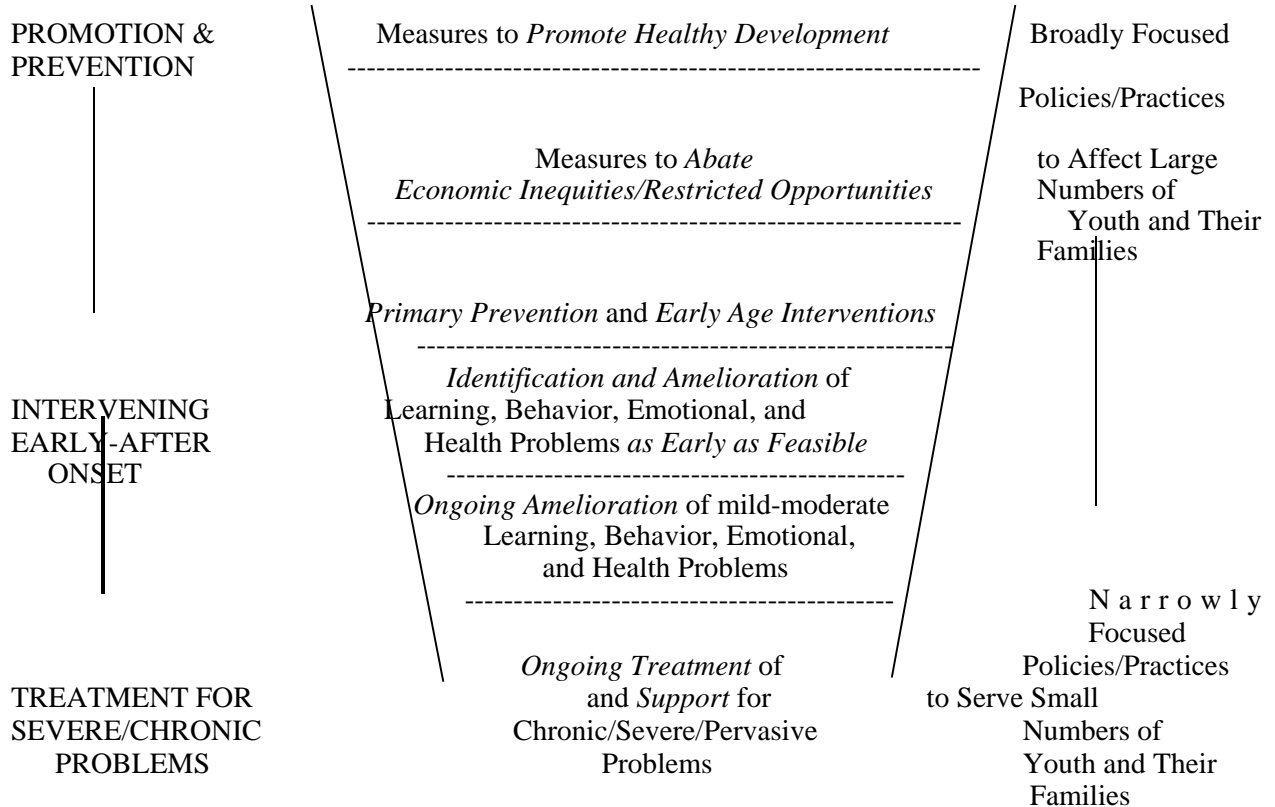 PROMOTION &
PREVENTION
Measures to Promote Healthy Development
Broadly Focused
Policies/Practices
to Affect Large
Numbers of
Youth and Their
Families
Measures to Abate
Economic Inequities/Restricted Opportunities
Primary Prevention and Early Age Interventions
INTERVENING
EARLY-AFTER
ONSET
Identification and Amelioration of
Learning, Behavior, Emotional, and
Health Problems as Early as Feasible
Ongoing Amelioration of mild-moderate
Learning, Behavior, Emotional,
and Health Problems
TREATMENT FOR
SEVERE/CHRONIC
PROBLEMS
Ongoing Treatment of
and Support for
Chronic/Severe/Pervasive
Problems
N a r r o w l y
Focused
Policies/Practices
to Serve Small
Numbers of
Youth and Their
Families